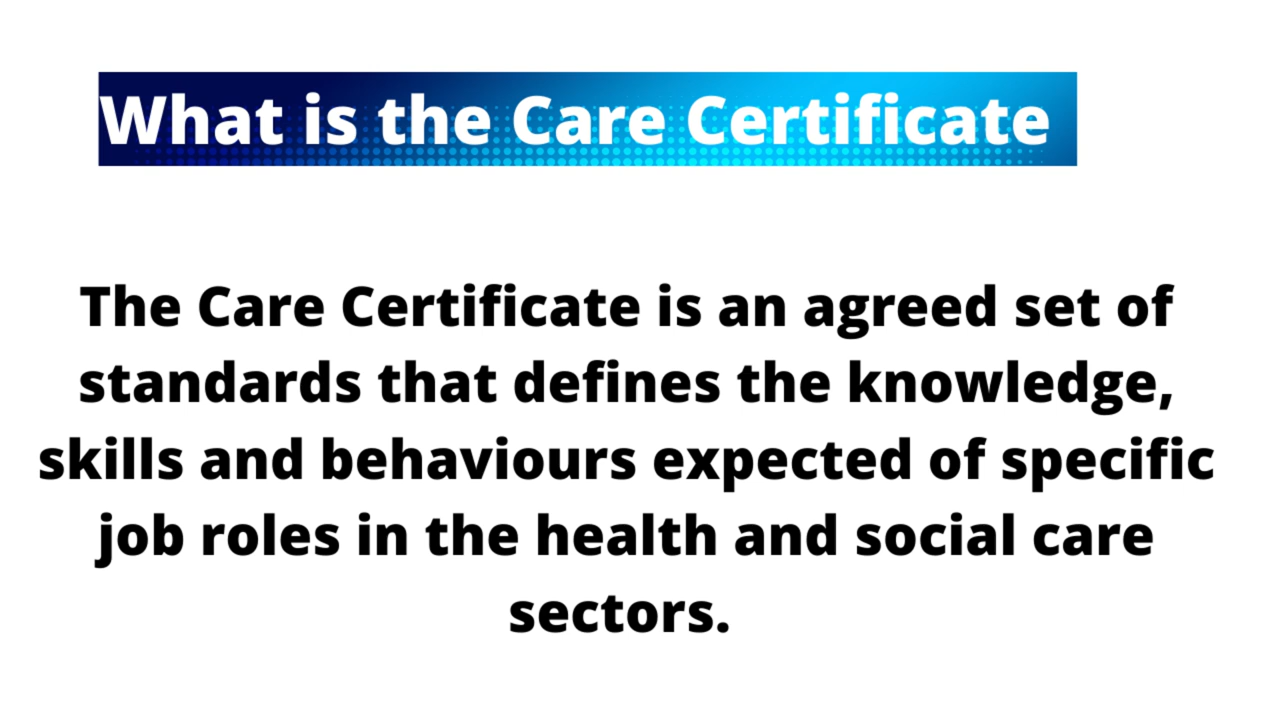 What is the Care Certificate
The Care Certificate is an agreed set of
standards that defines the knowledge,
skills and behaviours expected of specific
job roles in the health and social care
sectors.